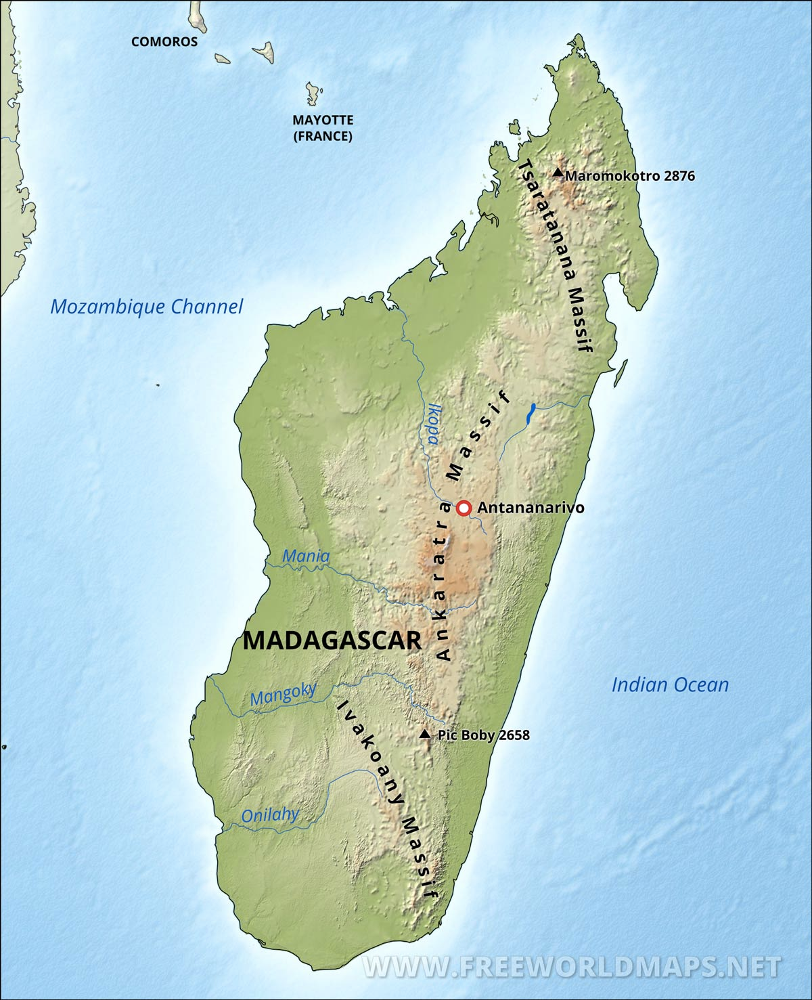 COMOROS
MAYOTTE
(FRANCE)
Maromokotro 2876
Tsaratanana Massif
Mozambique Channel
Ikopa
Ankaratra Massif
Antananarivo
Mania
MADAGASCAR
Indian Ocean
Mangoky
Ivakoany Massif
Pic Boby 2658
Onilahy
WWW.FREEWORLDMAPS.NET